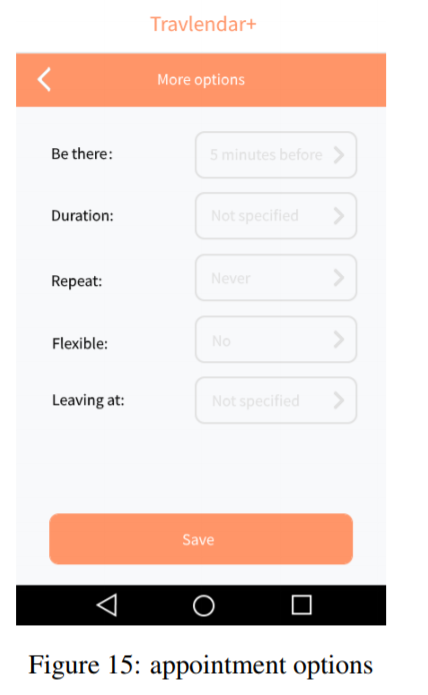 Travlendar+
More options
Be there: 5 minutes before
Duration: Not specified
Repeat: Never
Flexible: No
Leaving at: Not specified
Save
Figure 15: appointment options